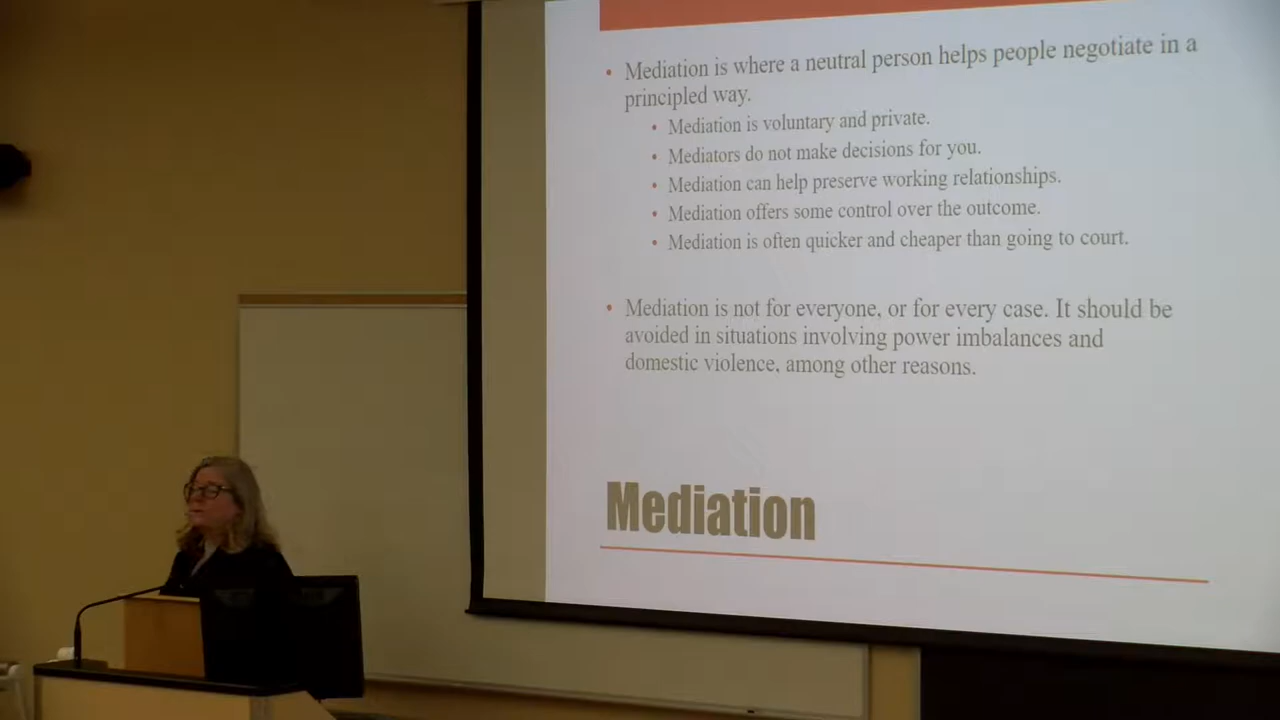 • Mediation is where a neutral person helps people negotiate in a
principled way.
• Mediation is voluntary and private.
• Mediators do not make decisions for you.
• Mediation can help preserve working relationships.
• Mediation offers some control over the outcome.
• Mediation is often quicker and cheaper than going to court.
• Mediation is not for everyone, or for every case. It should be
avoided in situations involving power imbalances and
domestic violence, among other reasons.
Mediation